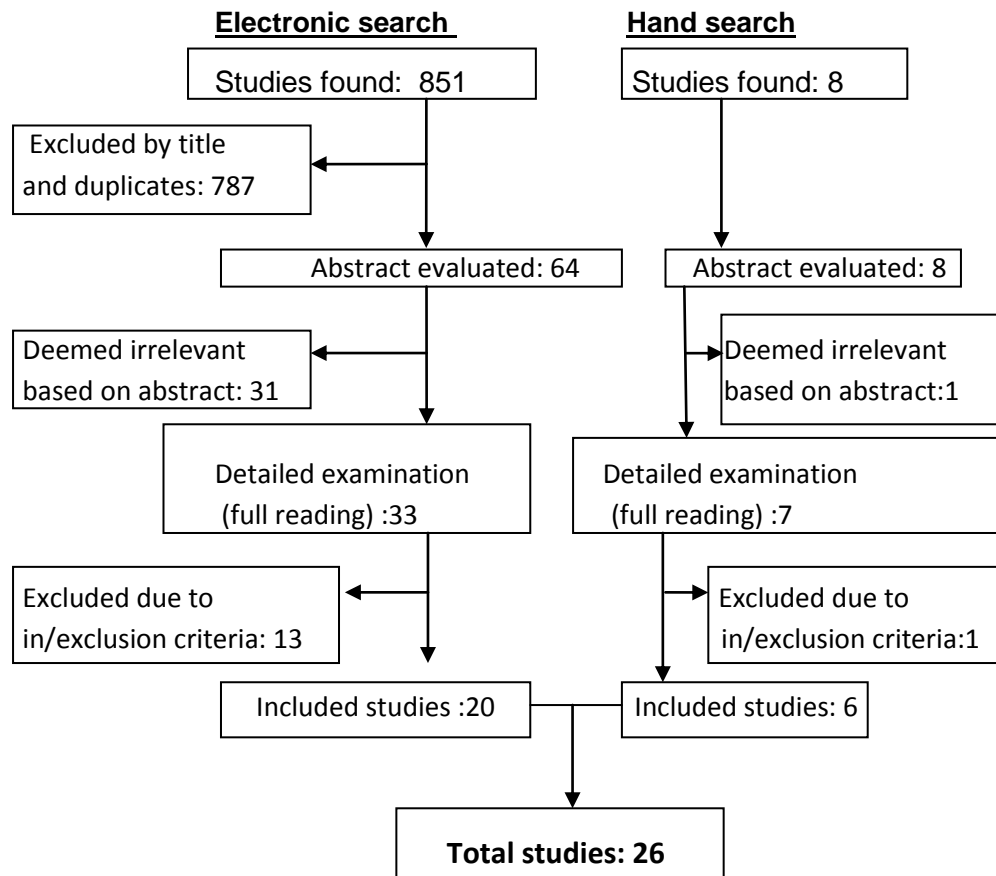 Electronic search
Hand search
Studies found: 851
Studies found: 8
Excluded by title
and duplicates: 787
Abstract evaluated: 64
Abstract evaluated: 8
Deemed irrelevant
based on abstract: 31
Deemed irrelevant
based on abstract:1
Detailed examination
(full reading) :33
Detailed examination
(full reading) :7
Excluded due to
in/exclusion criteria: 13
Excluded due to
in/exclusion criteria:1
Included studies :20
Included studies: 6
Total studies: 26